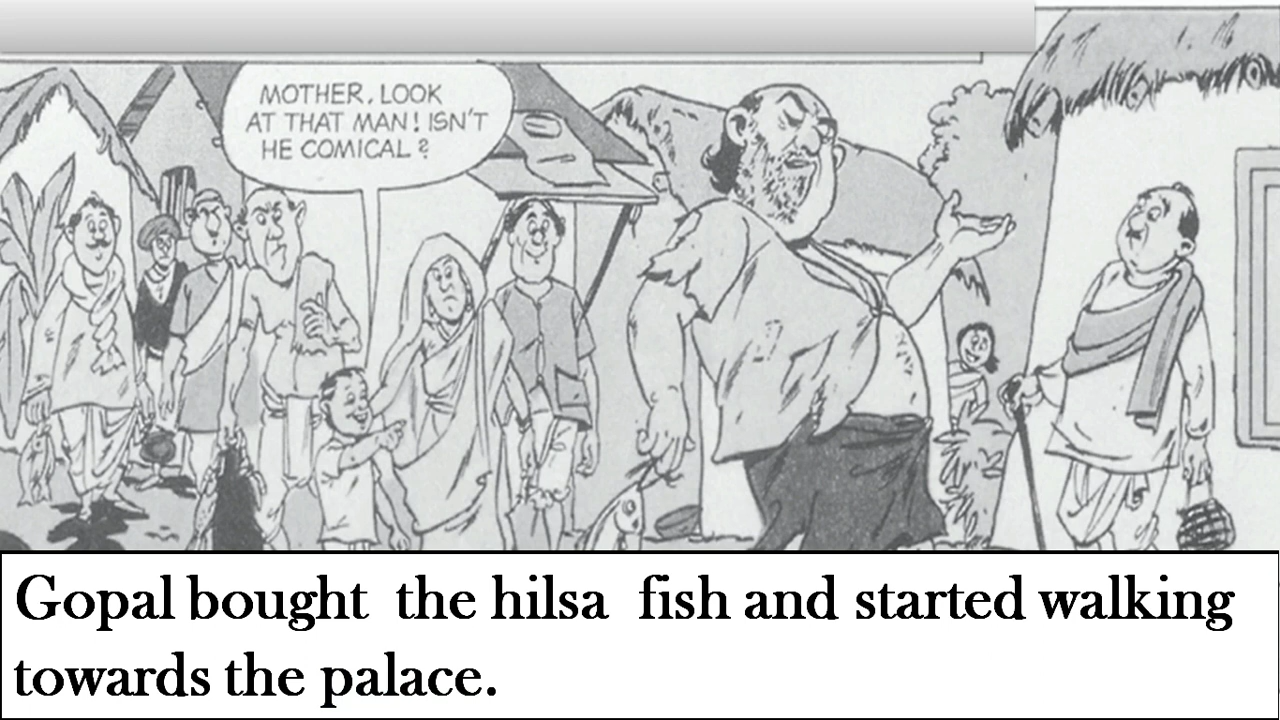 MOTHER, LOOK
AT THAT MAN! ISN'T
HE COMICAL?
Gopal bought the hilsa fish and started walking
towards the palace.